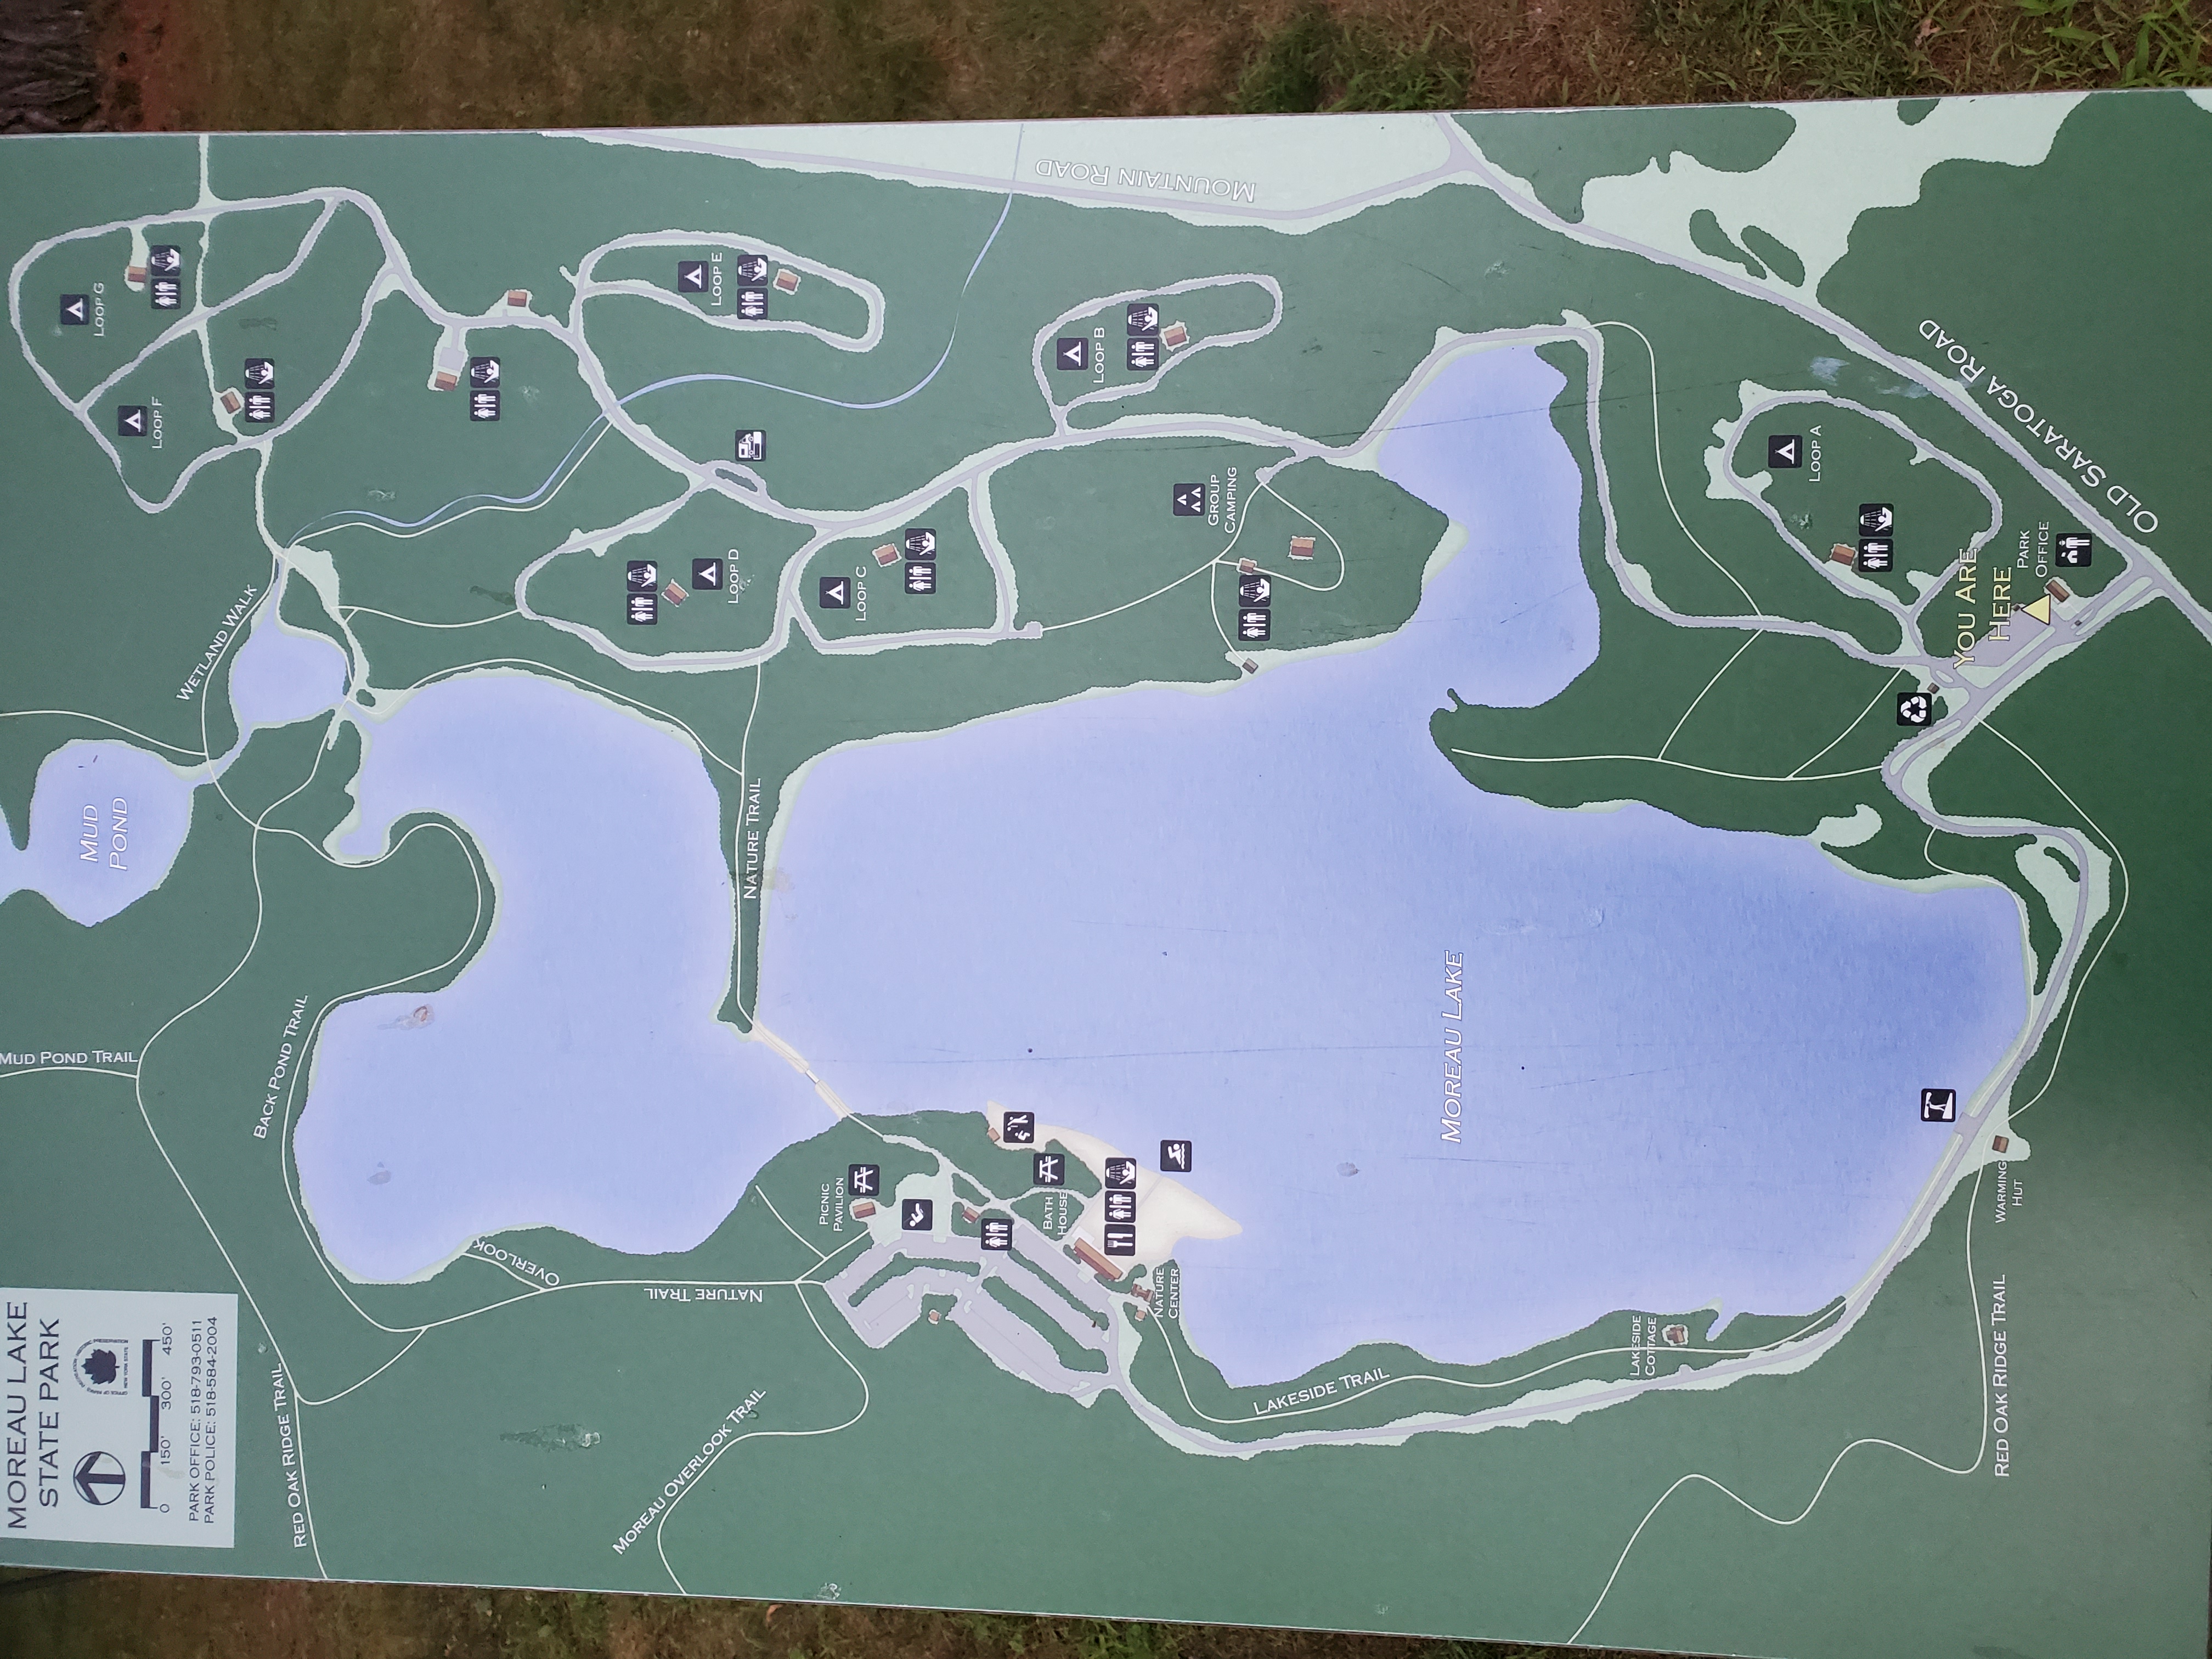 MOREAU LAKE
STATE PARK
NEW YORK STATE
0 150' 300' 450'
PARK OFFICE: 518-793-0511
PARK POLICE: 518-584-2004
MUD POND TRAIL
MUD
POND
LOOP G
LOOP F
WETLAND WALK
RED OAK RIDGE TRAIL
BACK POND TRAIL
OVERLOOK
MOREAU OVERLOOK TRAIL
NATURE TRAIL
NATURE TRAIL
LOOP D
LOOP E
PICNIC
PAVILION
LOOP C
BATH
HOUSE
LOOP B
MOUNTAIN ROAD
NATURE
CENTER
GROUP
CAMPING
LAKESIDE TRAIL
MOREAU LAKE
LAKESIDE
COTTAGE
LOOP A
YOU ARE
HERE
RED OAK RIDGE TRAIL
WARMING
HUT
PARK
OFFICE
OLD SARATOGA ROAD